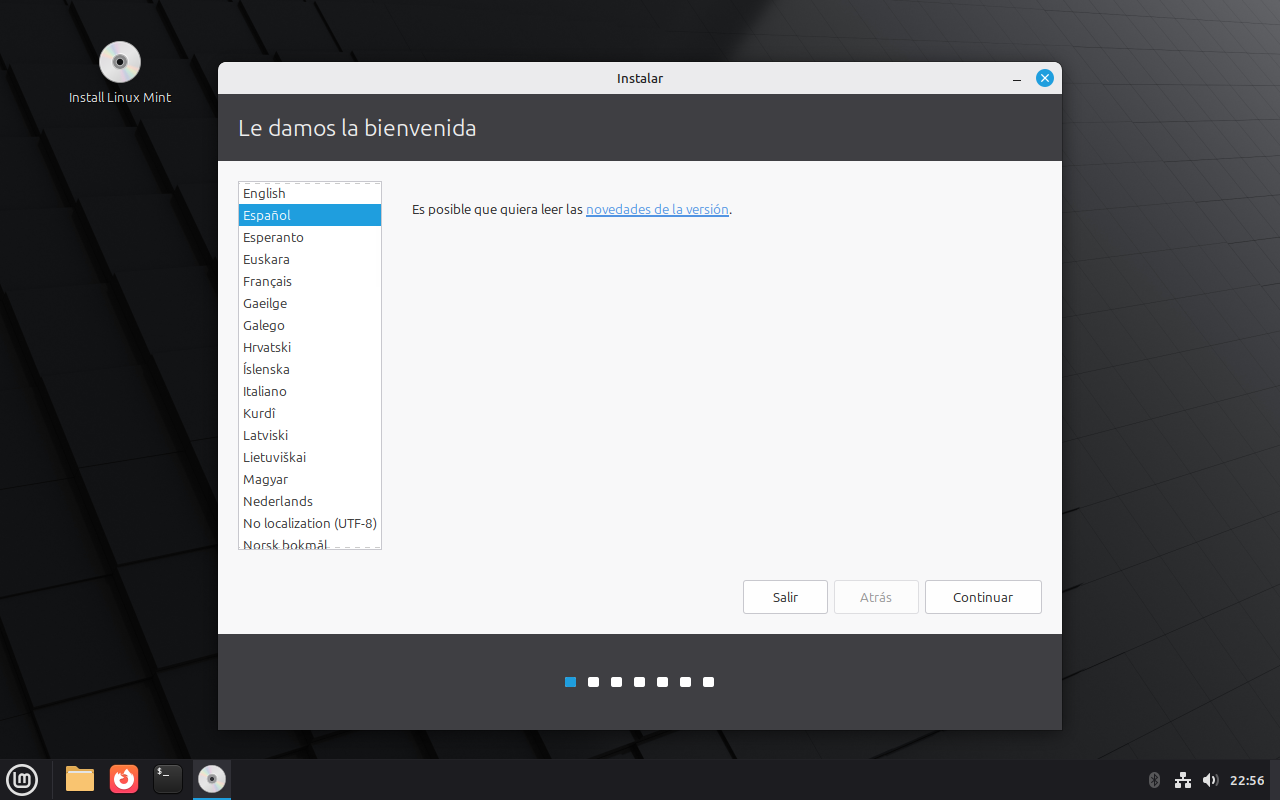 Install Linux Mint
Instalar
Le damos la bienvenida
English
Español
Esperanto
Euskara
Français
Gaeilge
Galego
Hrvatski
Íslenska
Italiano
Kurdî
Latviski
Lietuviškai
Magyar
Nederlands
No localization (UTF-8)
Norsk bokmål
Es posible que quiera leer las novedades de la versión.
Salir
Atrás
Continuar
$_
lm
22:56